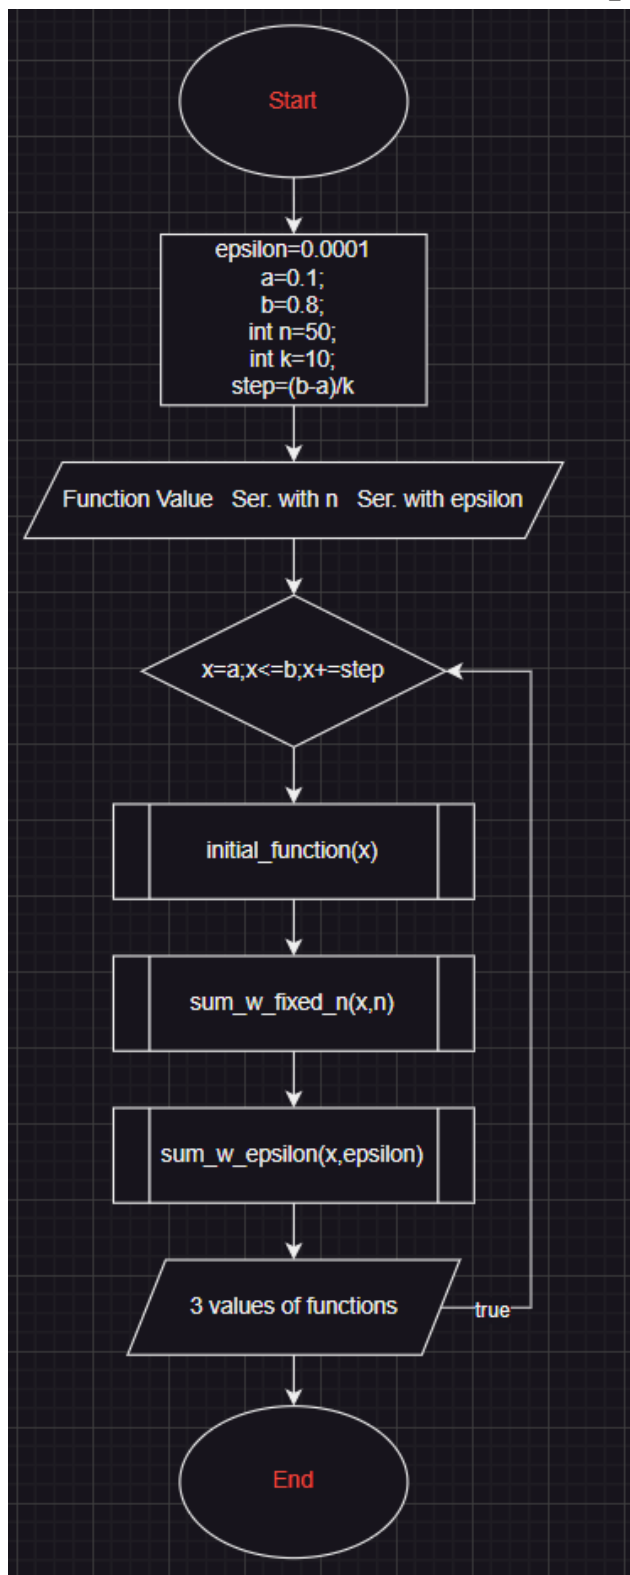 Start
epsilon=0.0001
a=0.1;
b=0.8;
int n=50;
int k=10;
step=(b-a)/k
Function Value Ser. with n Ser. with epsilon
x=a;x<=b;x+=step
initial_function(x)
sum_w_fixed_n(x,n)
sum_w_epsilon(x,epsilon)
3 values of functions
true
End